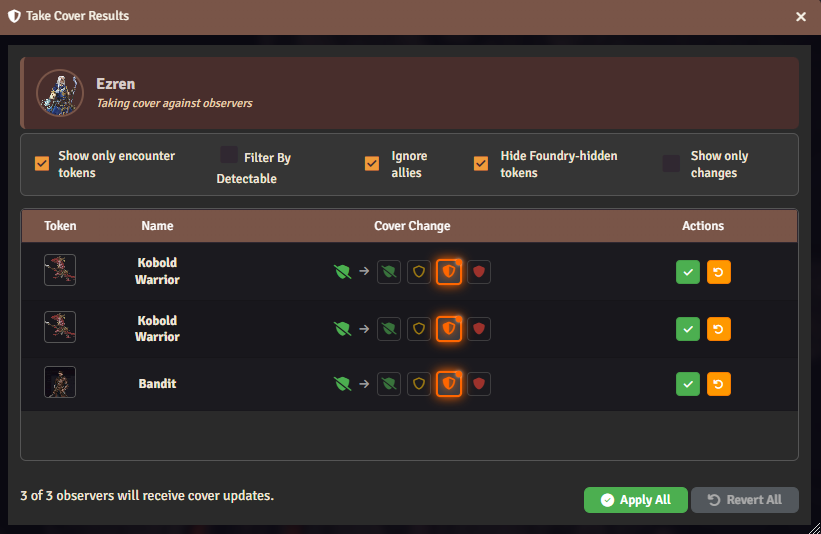 Take Cover Results
Ezren
Taking cover against observers
Show only encounter
tokens
Filter By
Detectable
Ignore
allies
Hide Foundry-hidden
tokens
Show only
changes
Token Name Cover Change Actions
Kobold
Warrior
Kobold
Warrior
Bandit
3 of 3 observers will receive cover updates.
Apply All
Revert All